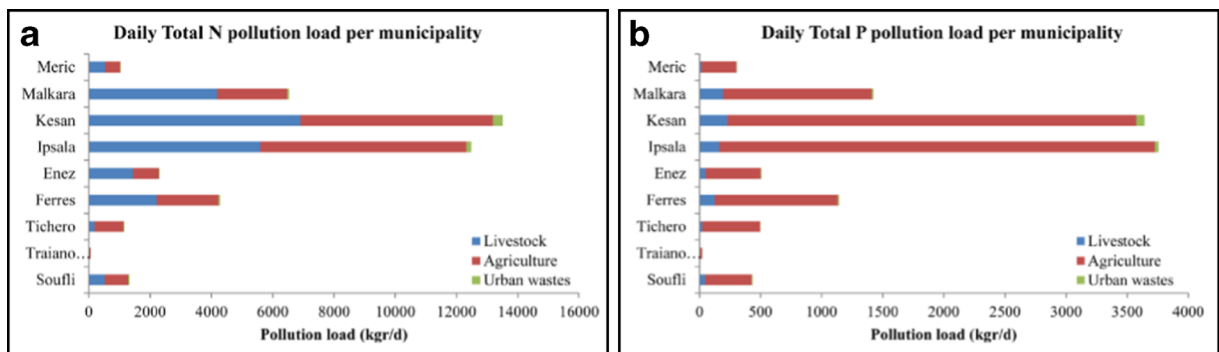 a
Daily Total N pollution load per municipality
Meric
Malkara
Kesan
Ipsala
Enez
Ferres
Tichero
Traiano...
Soufli
Livestock
Agriculture
Urban wastes
0 2000 4000 6000 8000 10000 12000 14000 16000
Pollution load (kgr/d)
b
Daily Total P pollution load per municipality
Meric
Malkara
Kesan
Ipsala
Enez
Ferres
Tichero
Traiano...
Soufli
Livestock
Agriculture
Urban wastes
0 500 1000 1500 2000 2500 3000 3500 4000
Pollution load (kgr/d)